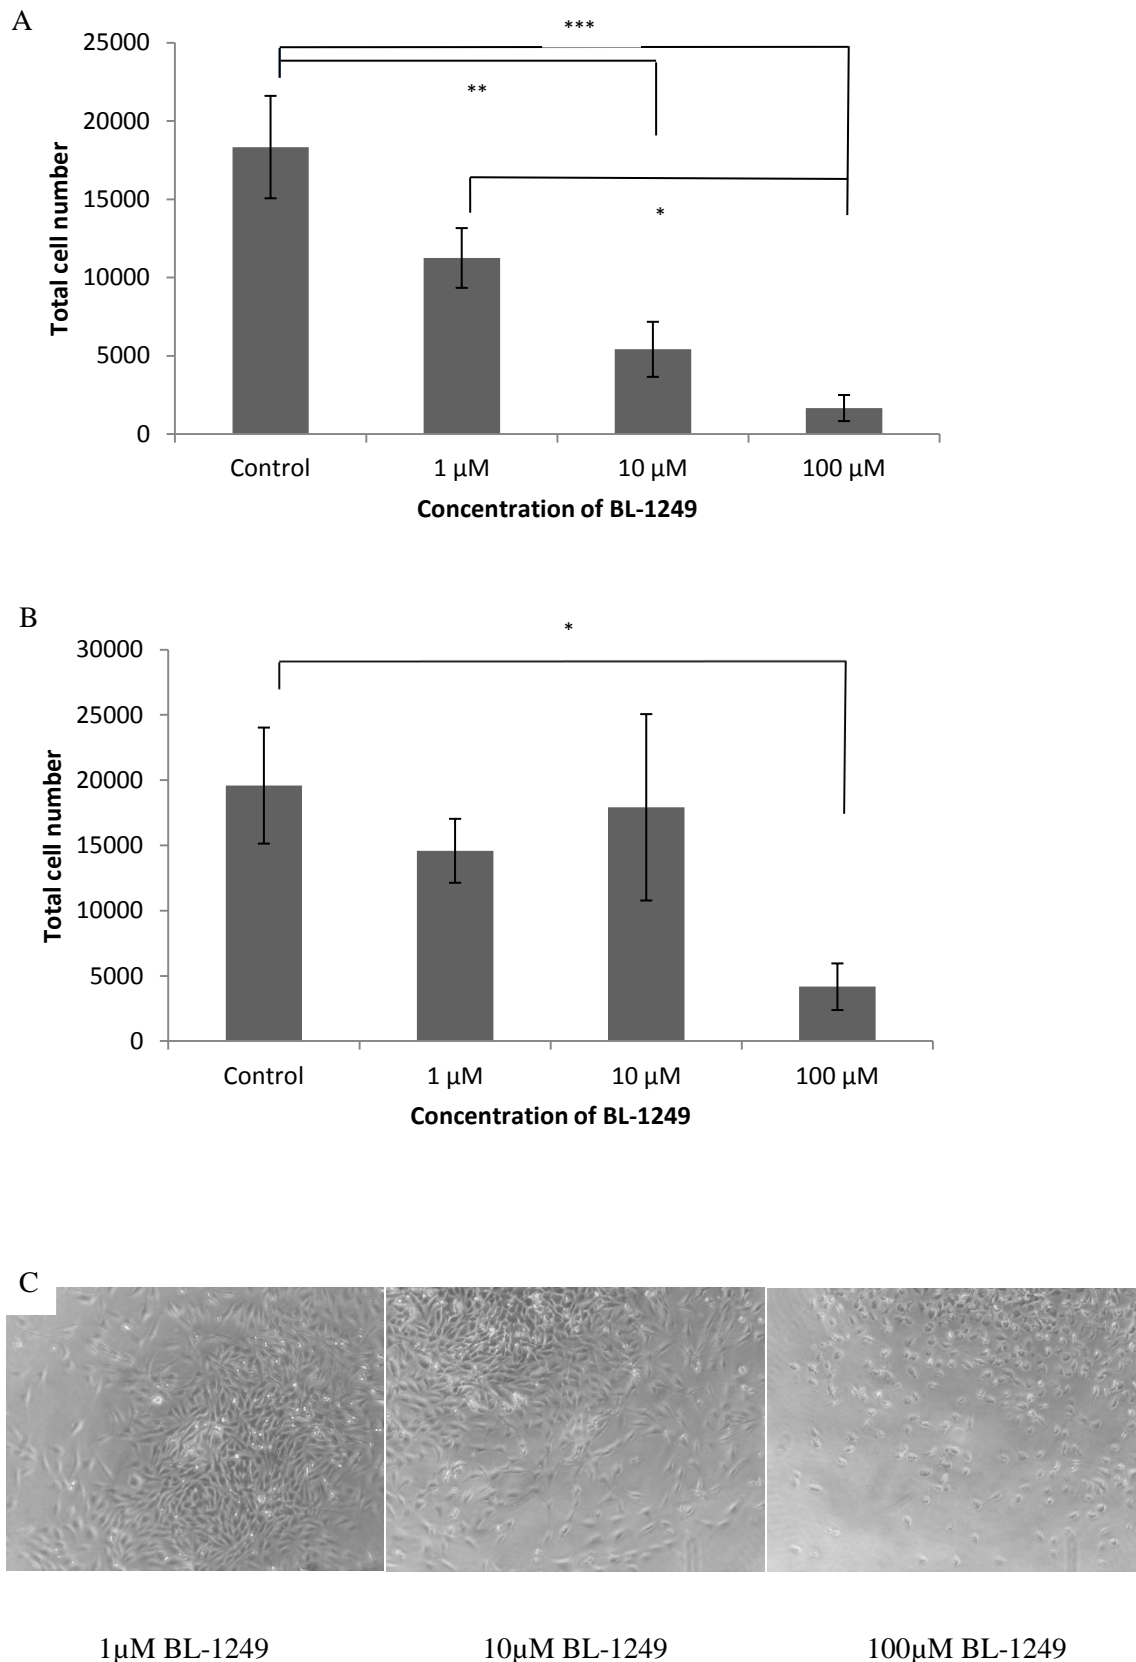 A
***
25000
**
20000
15000
*
10000
5000
0
Total cell number
Control 1 μM 10 μM 100 μM
Concentration of BL-1249
B
*
30000
25000
20000
15000
10000
5000
0
Total cell number
Control 1 μM 10 μM 100 μM
Concentration of BL-1249
C
1μM BL-1249 10μM BL-1249 100μM BL-1249